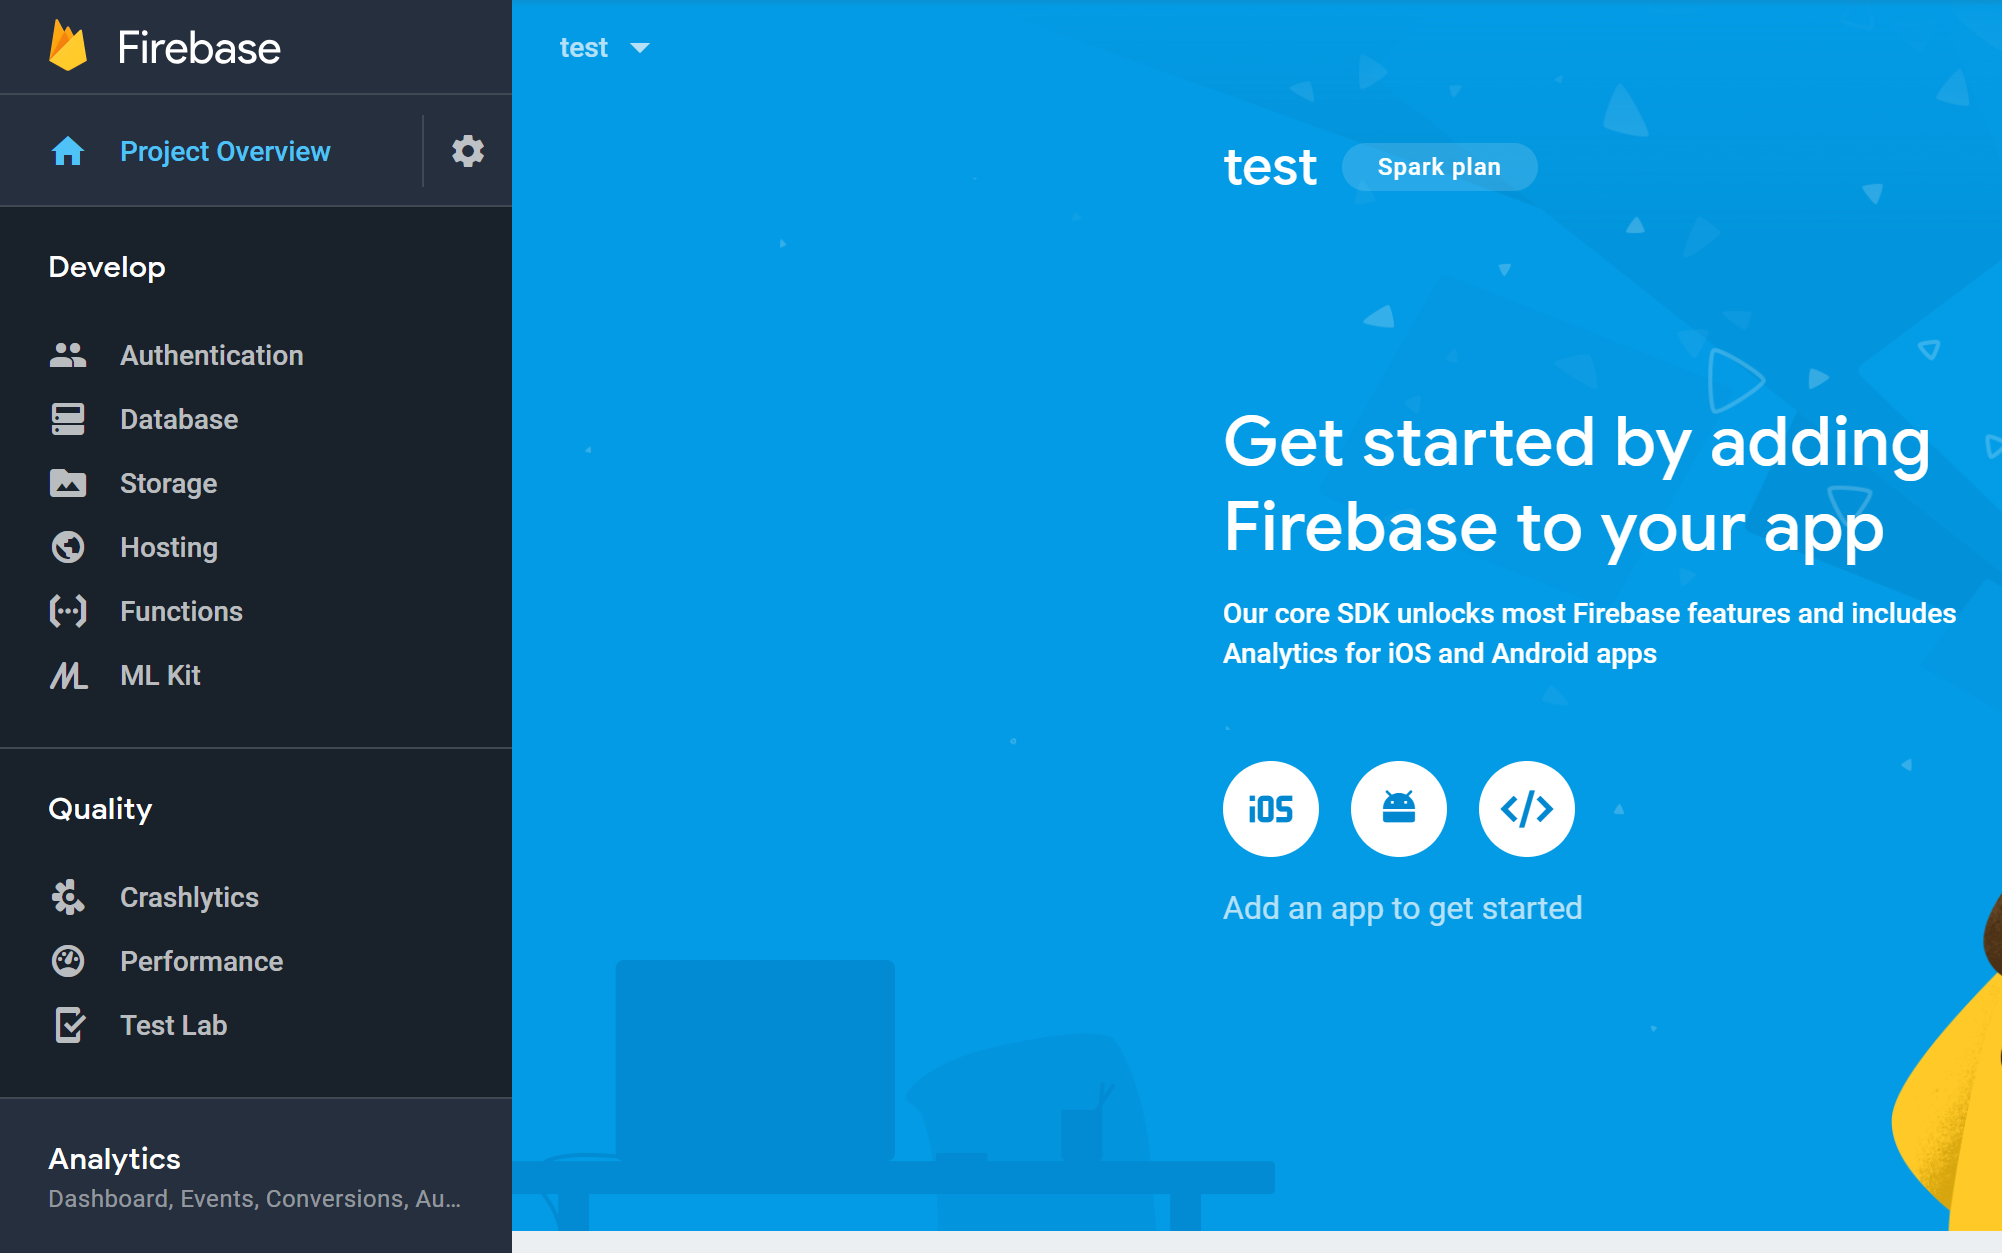 Firebase
Project Overview
Develop
Authentication
Database
Storage
Hosting
Functions
ML Kit
Quality
Crashlytics
Performance
Test Lab
Analytics
Dashboard, Events, Conversions, Au...
test
test
Spark plan
Get started by adding
Firebase to your app
Our core SDK unlocks most Firebase features and includes
Analytics for iOS and Android apps
iOS
</>
Add an app to get started